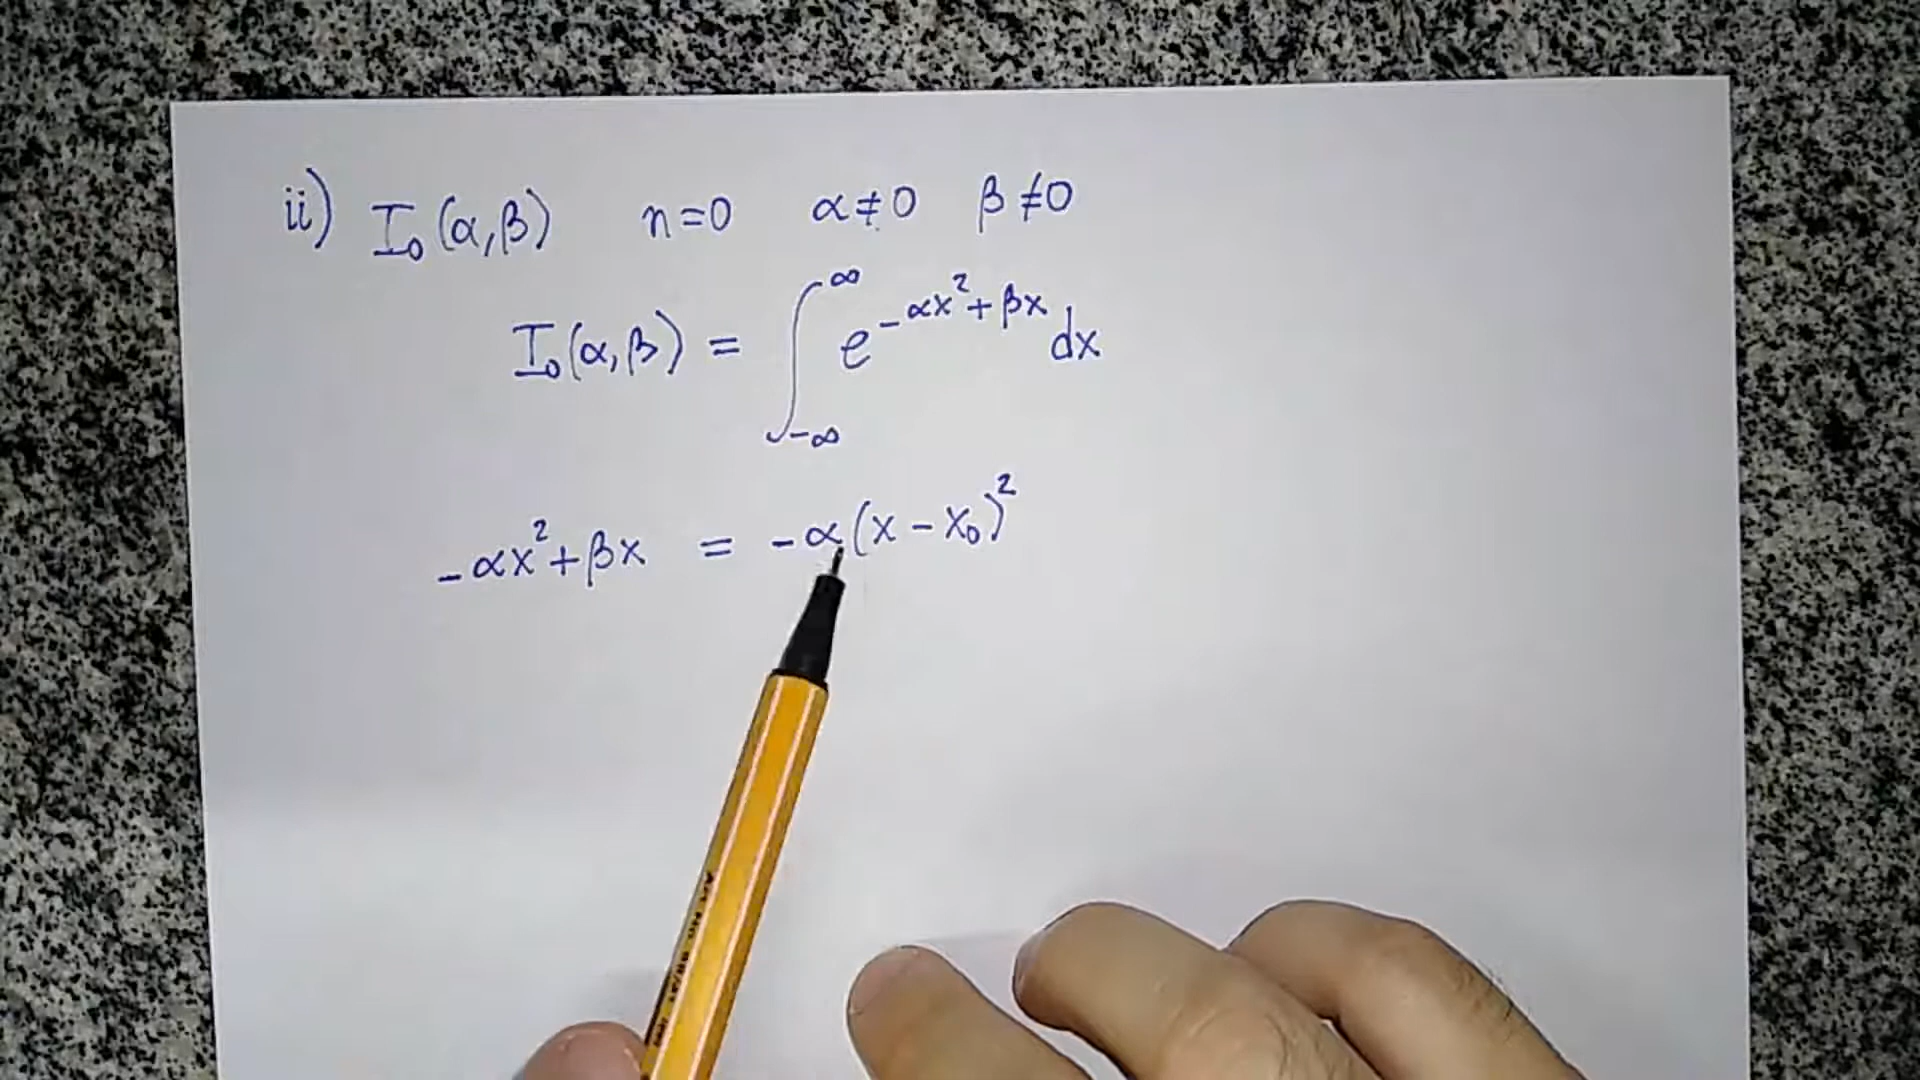 ii) I₀(α,β) n=0 α≠0 β≠0
I₀(α,β) = ∫_{-∞}^{∞} e^{-αx²+βx} dx
-αx²+βx = -α(x-x₀)²